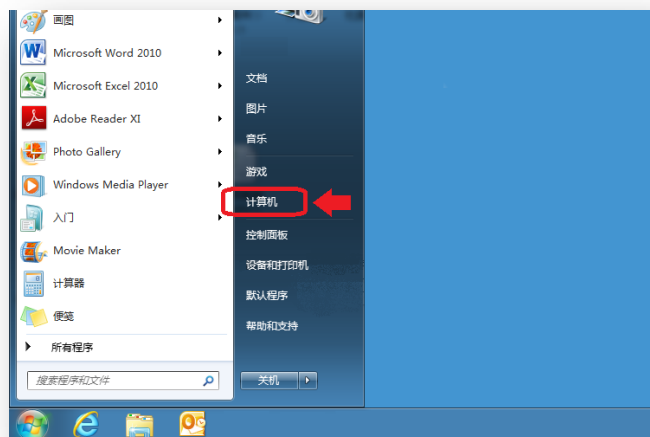 画图
Microsoft Word 2010
Microsoft Excel 2010
Adobe Reader XI
Photo Gallery
Windows Media Player
入门
Movie Maker
计算器
便笺
所有程序
搜索程序和文件
文档
图片
音乐
游戏
计算机
控制面板
设备和打印机
默认程序
帮助和支持
关机